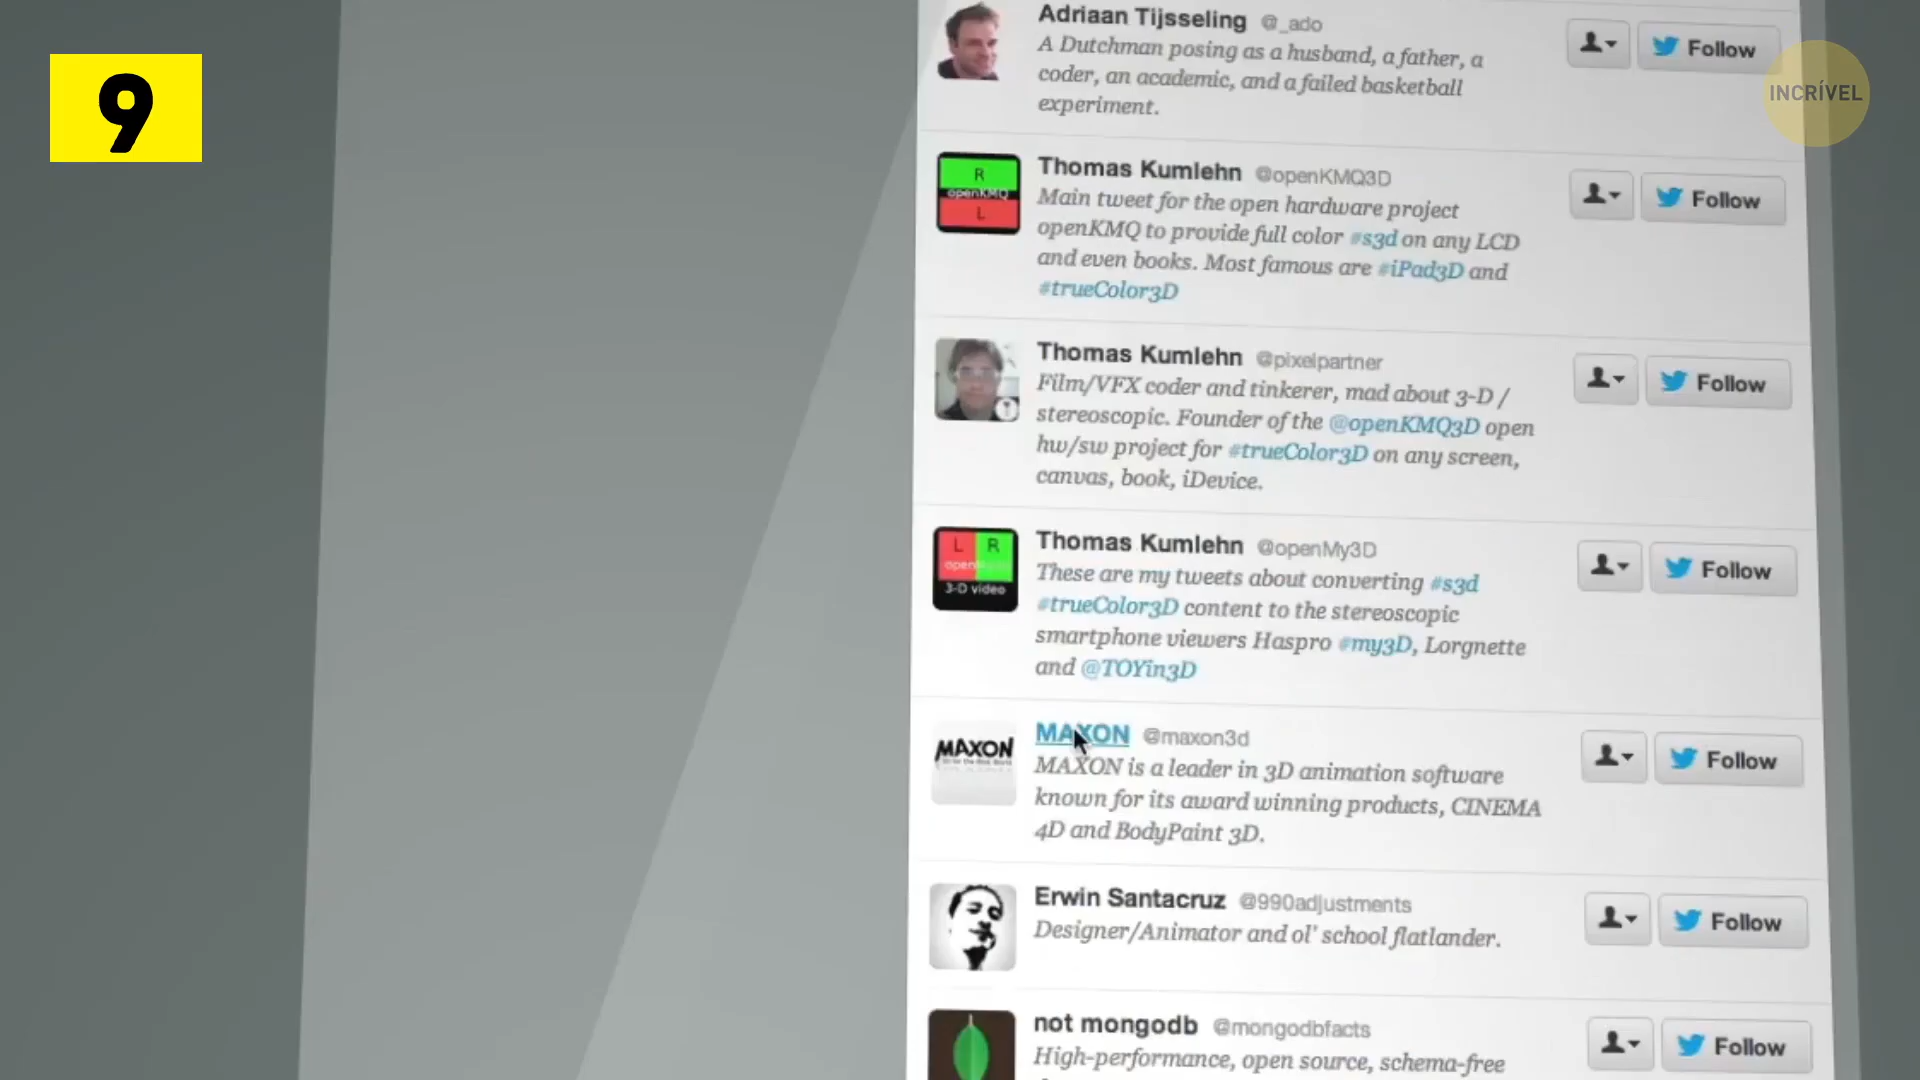 9
INCRÍVEL
Adriaan Tijsseling @_ado
Follow
A Dutchman posing as a husband, a father, a
coder, an academic, and a failed basketball
experiment.
R
openKMQ
L
Thomas Kumlehn @openKMQ3D
Follow
Main tweet for the open hardware project
openKMQ to provide full color #s3d on any LCD
and even books. Most famous are #iPad3D and
#trueColor3D
Thomas Kumlehn @pixelpartner
Follow
Film/VFX coder and tinkerer, mad about 3-D /
stereoscopic. Founder of the @openKMQ3D open
hw/sw project for #trueColor3D on any screen,
canvas, book, iDevice.
L R
3-D video
Thomas Kumlehn @openMy3D
Follow
These are my tweets about converting #s3d
#trueColor3D content to the stereoscopic
smartphone viewers Haspro #my3D, Lorgnette
and @TOYin3D
MAXON
MAXON @maxon3d
Follow
MAXON is a leader in 3D animation software
known for its award winning products, CINEMA
4D and BodyPaint 3D.
Erwin Santacruz @990adjustments
Follow
Designer/Animator and ol' school flatlander.
not mongodb @mongodbfacts
Follow
High-performance, open source, schema-free